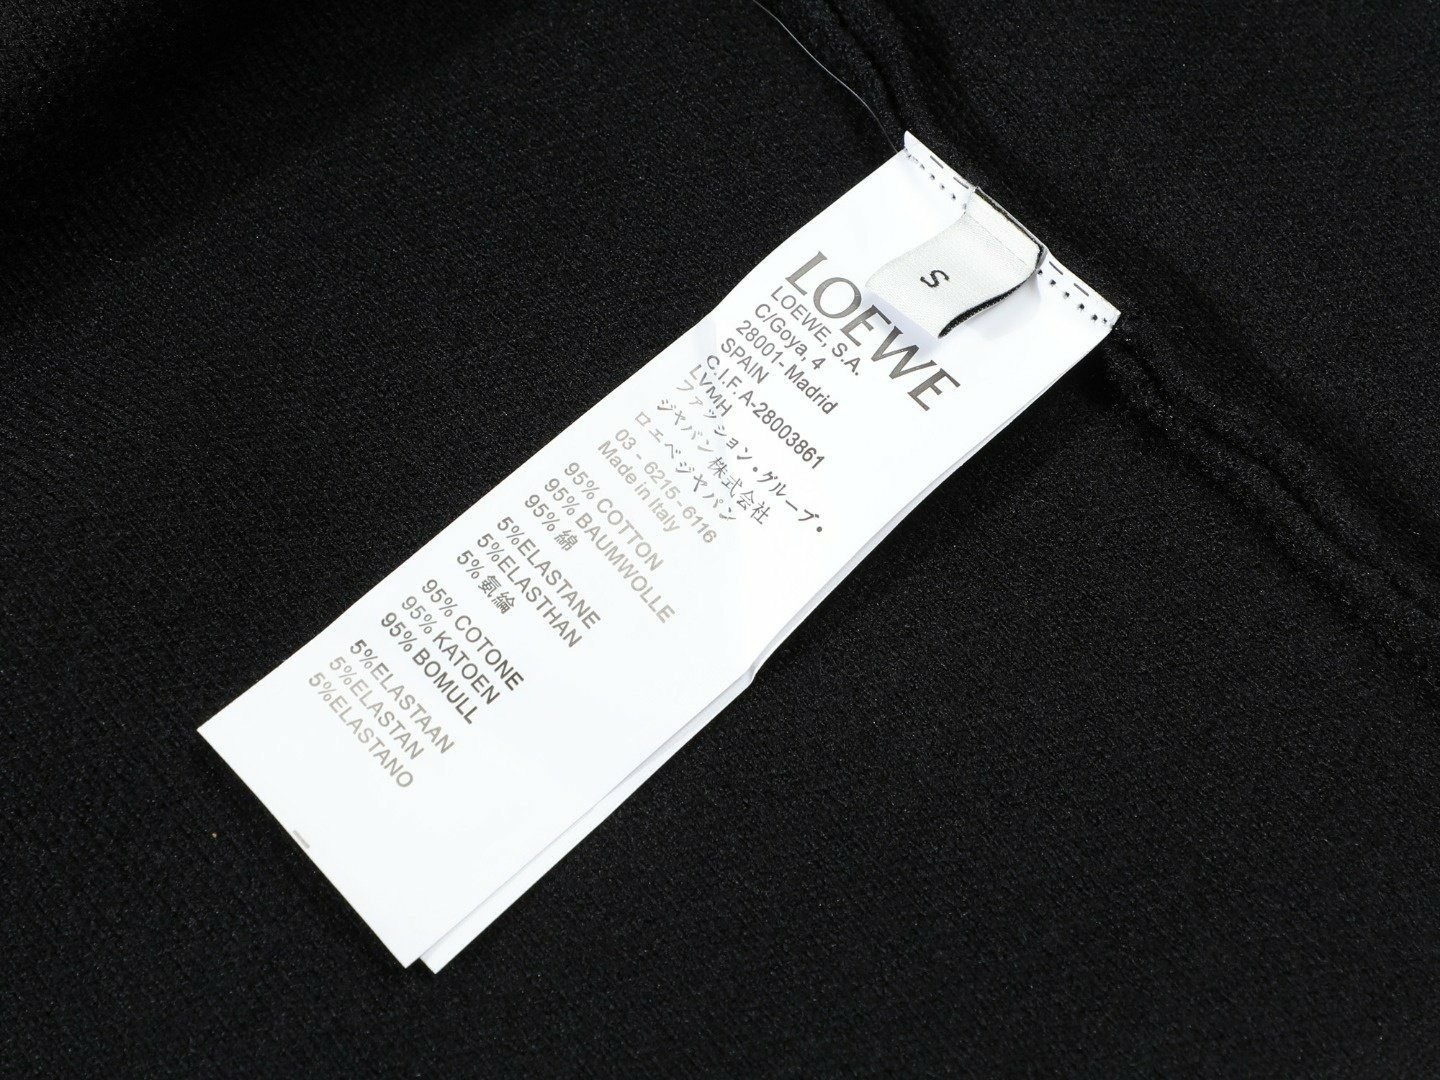 S
LOEWE
LOEWE, S.A.
C/Goya, 4
28001- Madrid
SPAIN
C.I.F. A-28003861
LVMH
ファッション・グループ・
ジャパン 株式会社
ロエベジャパン
03 - 6215-6116
Made in Italy
95% COTTON
95% BAUMWOLLE
95% 綿
5%ELASTANE
5%ELASTHAN
5% 氨綸
95% COTONE
95% KATOEN
95% BOMULL
5%ELASTAAN
5%ELASTAN
5%ELASTANO